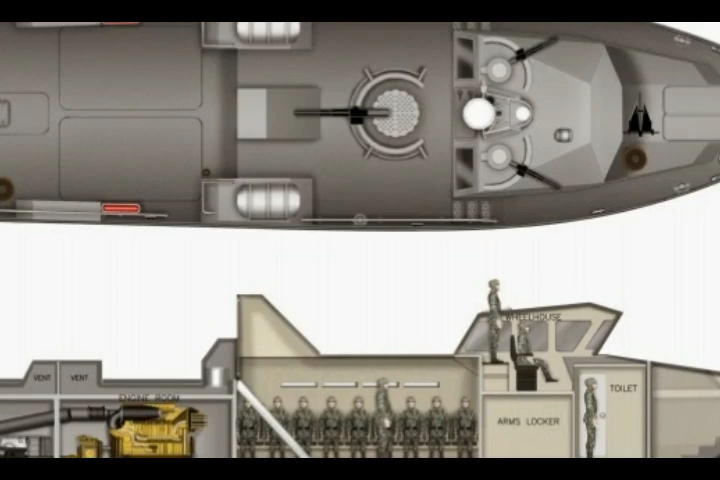 WHEELHOUSE
VENT
VENT
ENGINE ROOM
TOILET
ARMS LOCKER